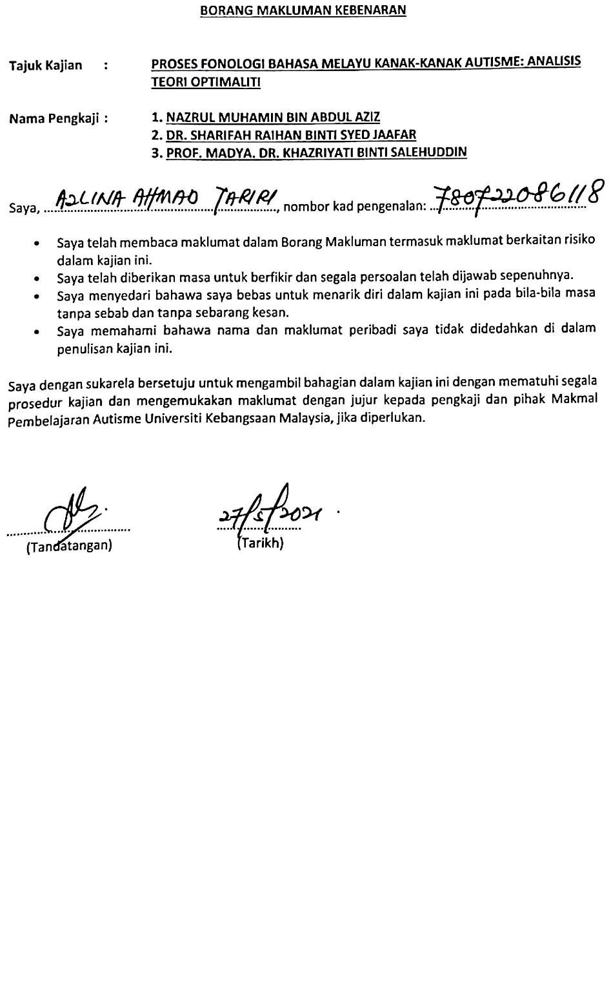 BORANG MAKLUMAN KEBENARAN
Tajuk Kajian : PROSES FONOLOGI BAHASA MELAYU KANAK-KANAK AUTISME: ANALISIS
TEORI OPTIMALITI
Nama Pengkaji : 1. NAZRUL MUHAMIN BIN ABDUL AZIZ
2. DR. SHARIFAH RAIHAN BINTI SYED JAAFAR
3. PROF. MADYA. DR. KHAZRIYATI BINTI SALEHUDDIN
Saya, AZLINA AHMAD TARIRI, nombor kad pengenalan: 780722086118
• Saya telah membaca maklumat dalam Borang Makluman termasuk maklumat berkaitan risiko
dalam kajian ini.
• Saya telah diberikan masa untuk berfikir dan segala persoalan telah dijawab sepenuhnya.
• Saya menyedari bahawa saya bebas untuk menarik diri dalam kajian ini pada bila-bila masa
tanpa sebab dan tanpa sebarang kesan.
• Saya memahami bahawa nama dan maklumat peribadi saya tidak didedahkan di dalam
penulisan kajian ini.
Saya dengan sukarela bersetuju untuk mengambil bahagian dalam kajian ini dengan mematuhi segala
prosedur kajian dan mengemukakan maklumat dengan jujur kepada pengkaji dan pihak Makmal
Pembelajaran Autisme Universiti Kebangsaan Malaysia, jika diperlukan.
27/5/2021
(Tandatangan) (Tarikh)